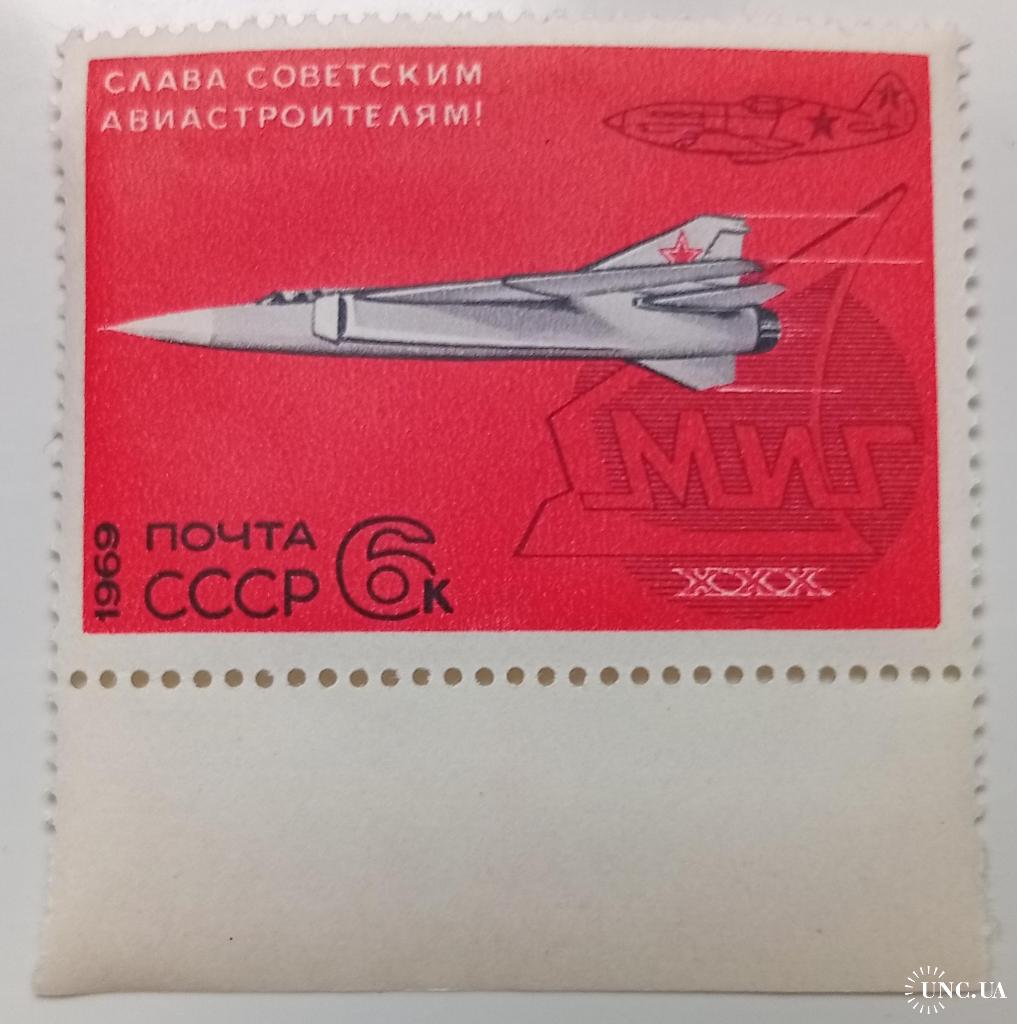 СЛАВА СОВЕТСКИМ
АВИАСТРОИТЕЛЯМ!
МиГ
XXX
1969
ПОЧТА
СССР 6к
UNC.UA